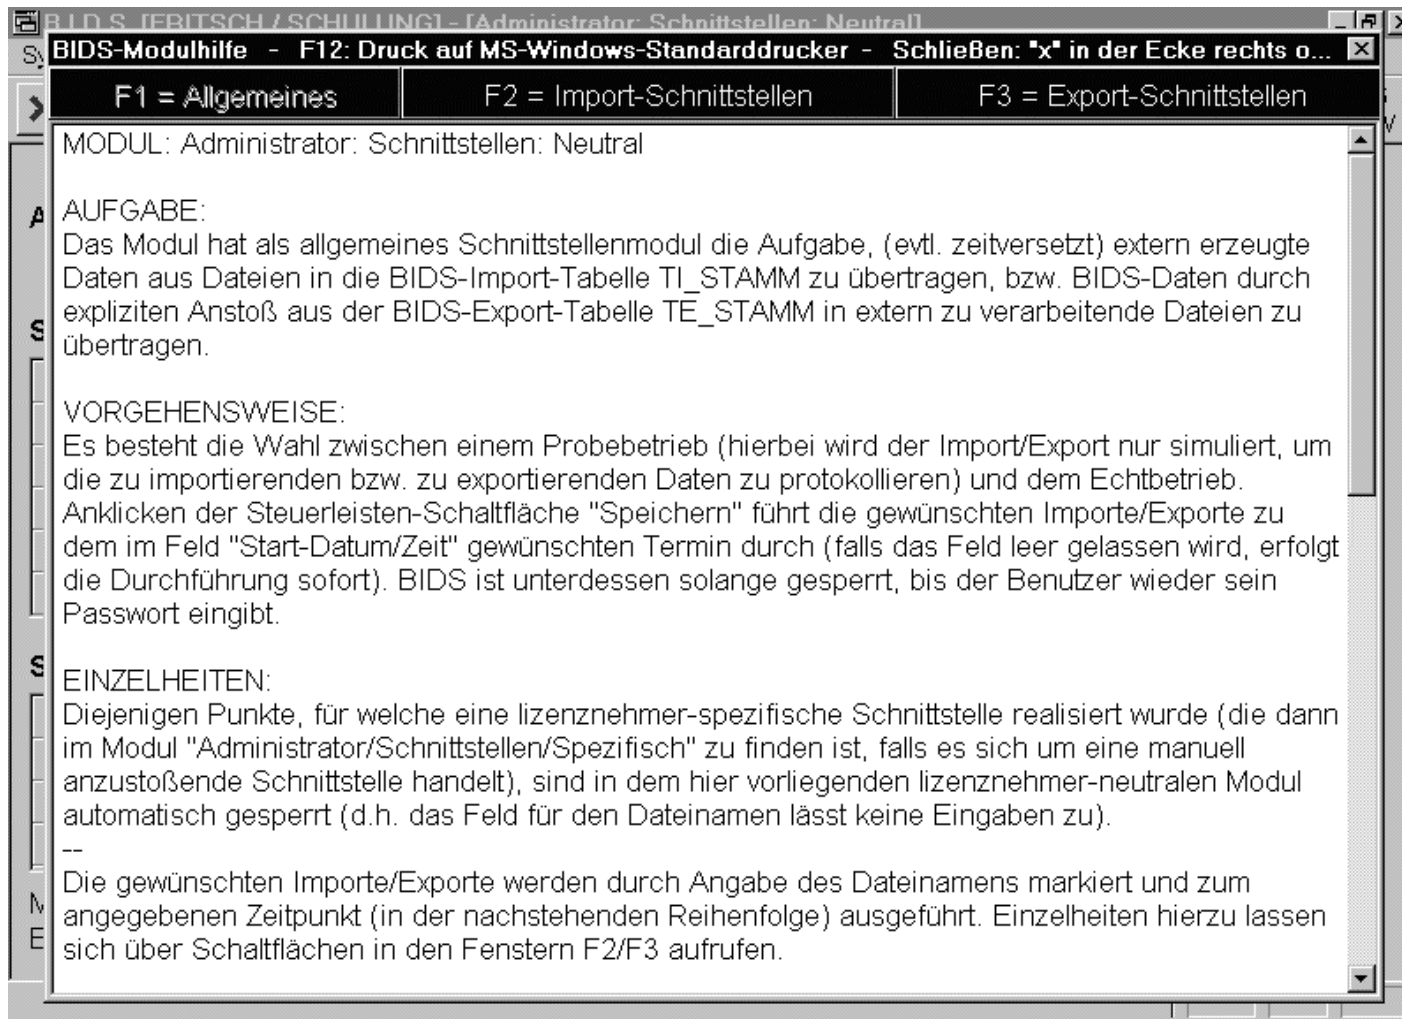 B.I.D.S. [FRITSCH / SCHULUNG] - [Administrator: Schnittstellen: Neutral]
Sy
BIDS-Modulhilfe - F12: Druck auf MS-Windows-Standarddrucker - Schließen: "x" in der Ecke rechts o...
F1 = Allgemeines F2 = Import-Schnittstellen F3 = Export-Schnittstellen
MODUL: Administrator: Schnittstellen: Neutral
AUFGABE:
Das Modul hat als allgemeines Schnittstellenmodul die Aufgabe, (evtl. zeitversetzt) extern erzeugte
Daten aus Dateien in die BIDS-Import-Tabelle TI_STAMM zu übertragen, bzw. BIDS-Daten durch
expliziten Anstoß aus der BIDS-Export-Tabelle TE_STAMM in extern zu verarbeitende Dateien zu
übertragen.
VORGEHENSWEISE:
Es besteht die Wahl zwischen einem Probebetrieb (hierbei wird der Import/Export nur simuliert, um
die zu importierenden bzw. zu exportierenden Daten zu protokollieren) und dem Echtbetrieb.
Anklicken der Steuerleisten-Schaltfläche "Speichern" führt die gewünschten Importe/Exporte zu
dem im Feld "Start-Datum/Zeit" gewünschten Termin durch (falls das Feld leer gelassen wird, erfolgt
die Durchführung sofort). BIDS ist unterdessen solange gesperrt, bis der Benutzer wieder sein
Passwort eingibt.
EINZELHEITEN:
Diejenigen Punkte, für welche eine lizenznehmer-spezifische Schnittstelle realisiert wurde (die dann
im Modul "Administrator/Schnittstellen/Spezifisch" zu finden ist, falls es sich um eine manuell
anzustoßende Schnittstelle handelt), sind in dem hier vorliegenden lizenznehmer-neutralen Modul
automatisch gesperrt (d.h. das Feld für den Dateinamen lässt keine Eingaben zu).
--
Die gewünschten Importe/Exporte werden durch Angabe des Dateinamens markiert und zum
angegebenen Zeitpunkt (in der nachstehenden Reihenfolge) ausgeführt. Einzelheiten hierzu lassen
sich über Schaltflächen in den Fenstern F2/F3 aufrufen.